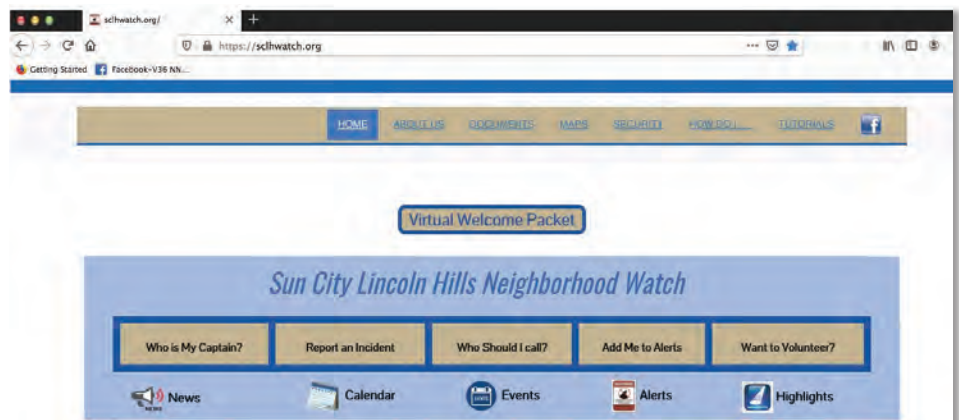 sclhwatch.org/
https://sclhwatch.org
Getting Started Facebook-V36 NN...
HOME ABOUT US DOCUMENTS MAPS SECURITY HOW DO I..... TUTORIALS
Virtual Welcome Packet
Sun City Lincoln Hills Neighborhood Watch
Who is My Captain? Report an Incident Who Should I call? Add Me to Alerts Want to Volunteer?
News Calendar Events Alerts Highlights